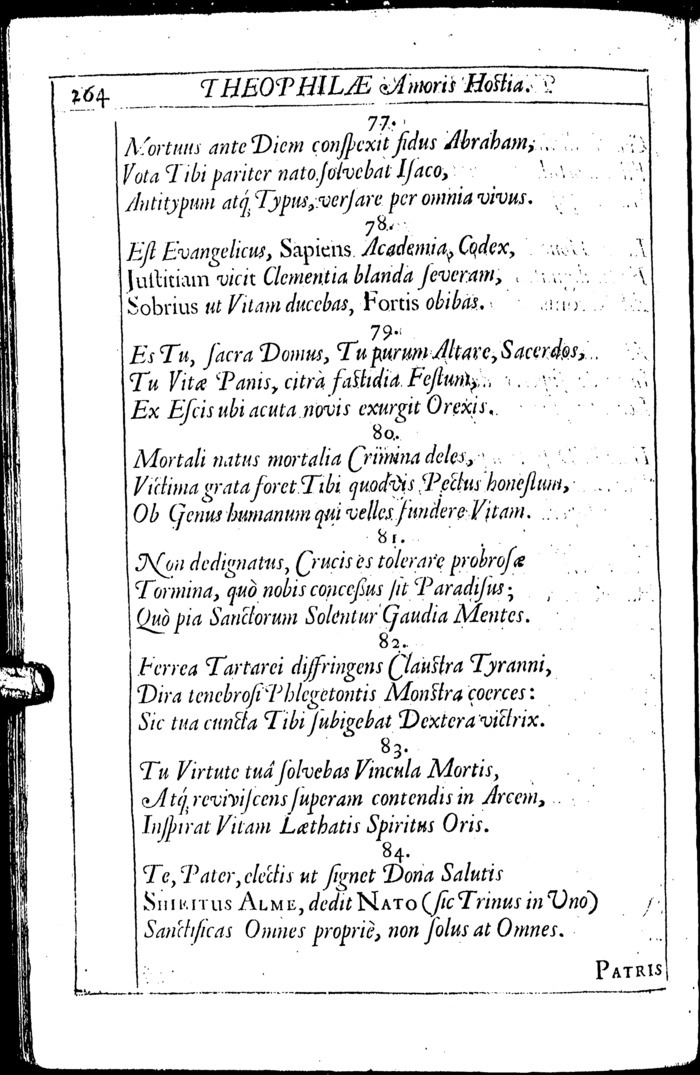 264 THEOPHILÆ Amoris Hostia.
77.
Mortuus ante Diem conſpexit fidus Abraham,
Vota Tibi pariter nato ſolvebat Iſaco,
Antitypum atq́, Typus, verſare per omnia vivus.
78.
Eſt Evangelicus, Sapiens Academia, Codex,
Juſtitiam vicit Clementia blanda ſeveram,
Sobrius ut Vitam ducebas, Fortis obibas.
79.
Es Tu, ſacra Domus, Tu purum Altare, Sacerdos,
Tu Vitæ Panis, citrà faſtidia Feſtum,
Ex Eſcis ubi acuta novis exurgit Orexis.
80.
Mortali natus mortalia Crimina deles,
Victima grata foret Tibi quodvis Pectus honeſtum,
Ob Genus humanum qui velles fundere Vitam.
81.
Non dedignatus, Crucis es tolerare probroſæ
Tormina, quò nobis conceſſus ſit Paradiſus;
Quò pia Sanctorum Solentur Gaudia Mentes.
82.
Ferrea Tartarei diffringens Clauſtra Tyranni,
Dira tenebroſi Phlegetontis Monſtra coerces:
Sic tua cuncta Tibi ſubigebat Dextera victrix.
83.
Tu Virtute tuâ ſolvebas Vincula Mortis,
Atq́, reviviſcens ſuperam contendis in Arcem,
Inſpirat Vitam Læthatis Spiritus Oris.
84.
Te, Pater, electis ut ſignet Dona Salutis
SPIRITUS ALME, dedit NATO (ſic Trinus in Uno)
Sanctificas Omnes propriè, non ſolus at Omnes.
PATRIS